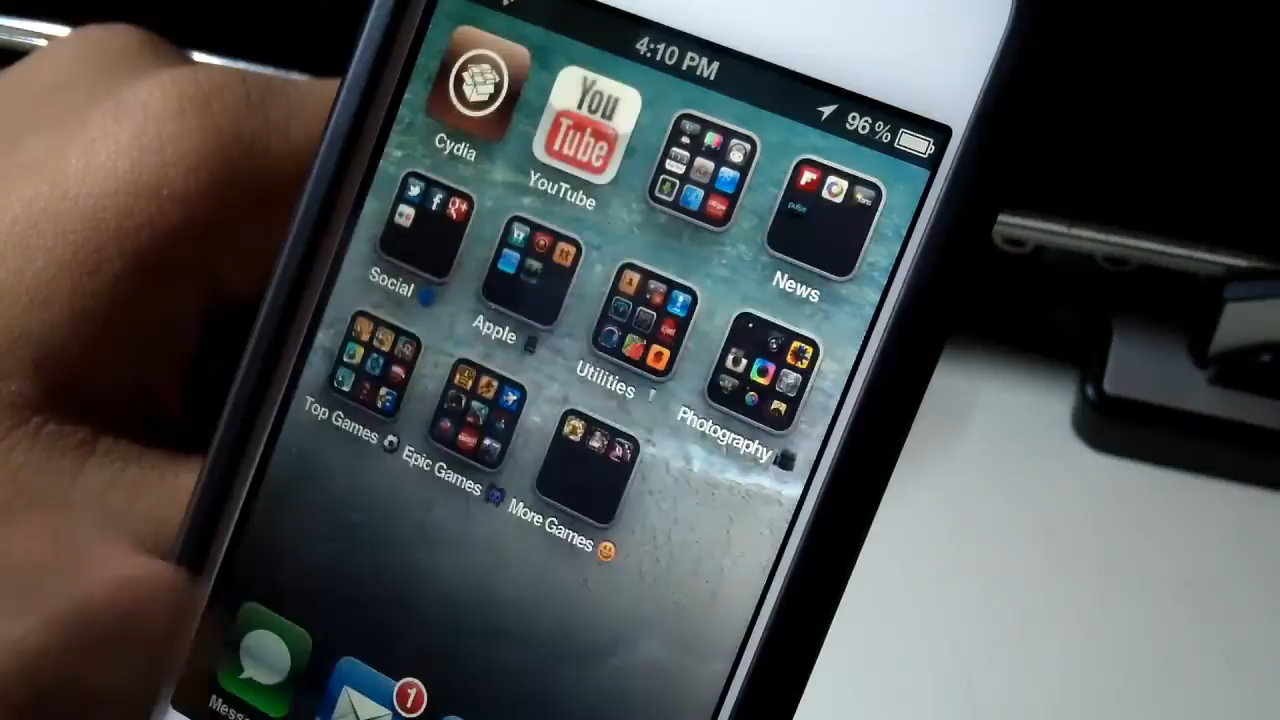 4:10 PM
96%
Cydia
You
Tube
YouTube
News
Social
Apple
Utilities
Photography
Top Games
Epic Games
More Games
1